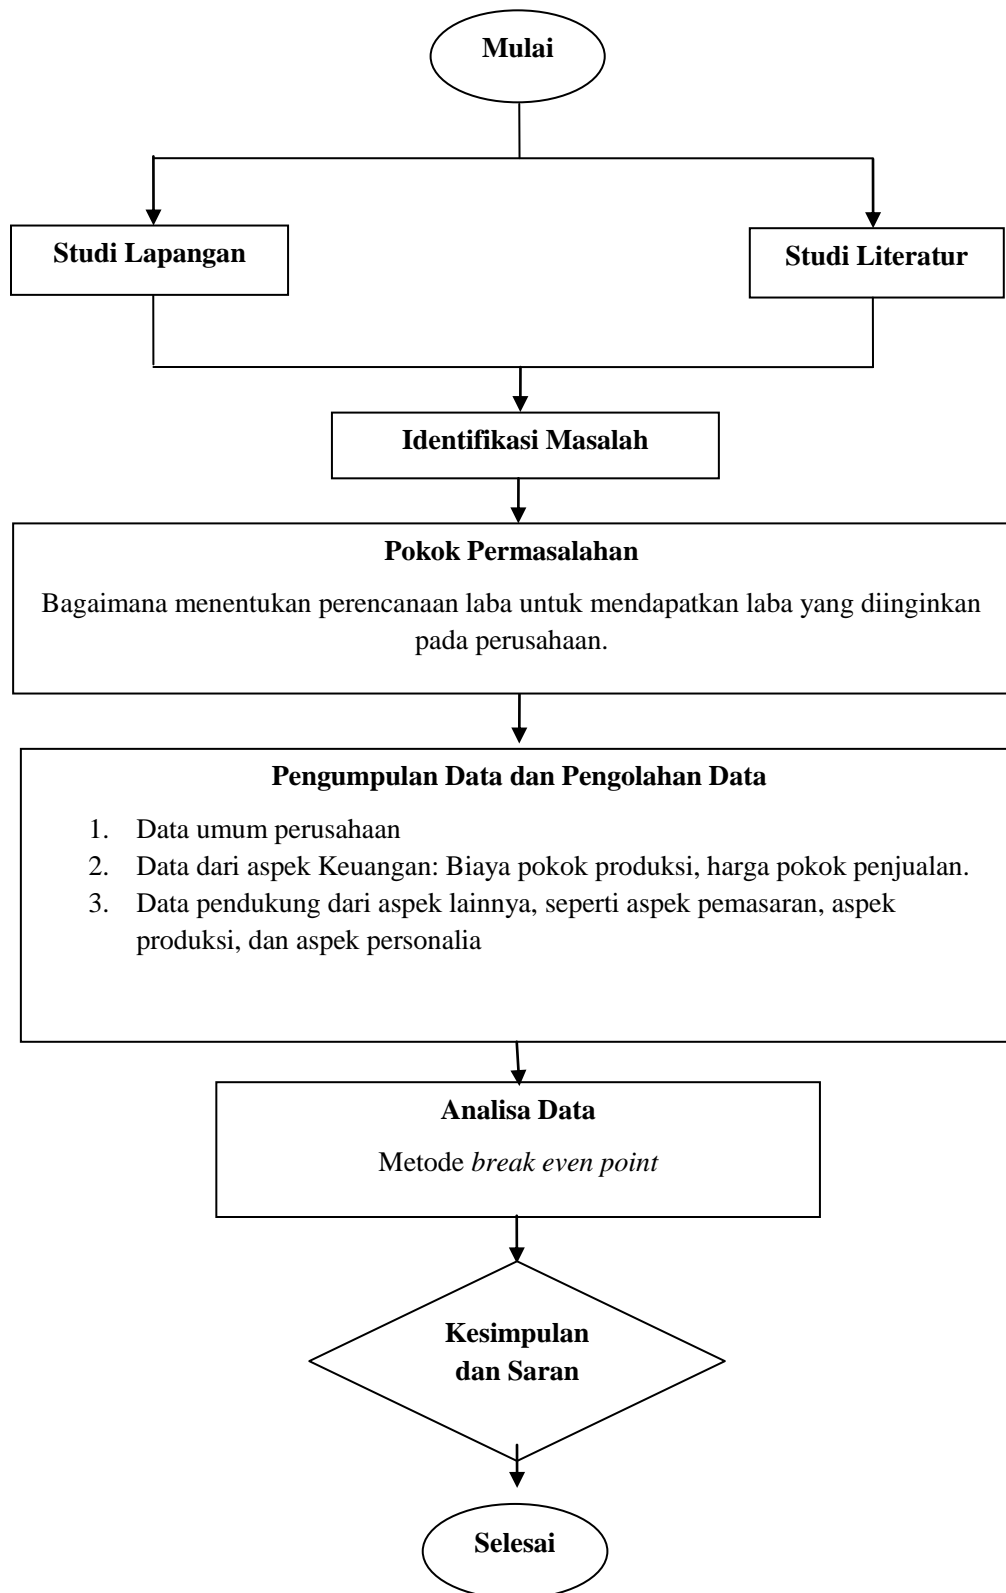 Mulai
Studi Lapangan
Studi Literatur
Identifikasi Masalah
Pokok Permasalahan
Bagaimana menentukan perencanaan laba untuk mendapatkan laba yang diinginkan
pada perusahaan.
Pengumpulan Data dan Pengolahan Data
1. Data umum perusahaan
2. Data dari aspek Keuangan: Biaya pokok produksi, harga pokok penjualan.
3. Data pendukung dari aspek lainnya, seperti aspek pemasaran, aspek
produksi, dan aspek personalia
Analisa Data
Metode break even point
Kesimpulan
dan Saran
Selesai